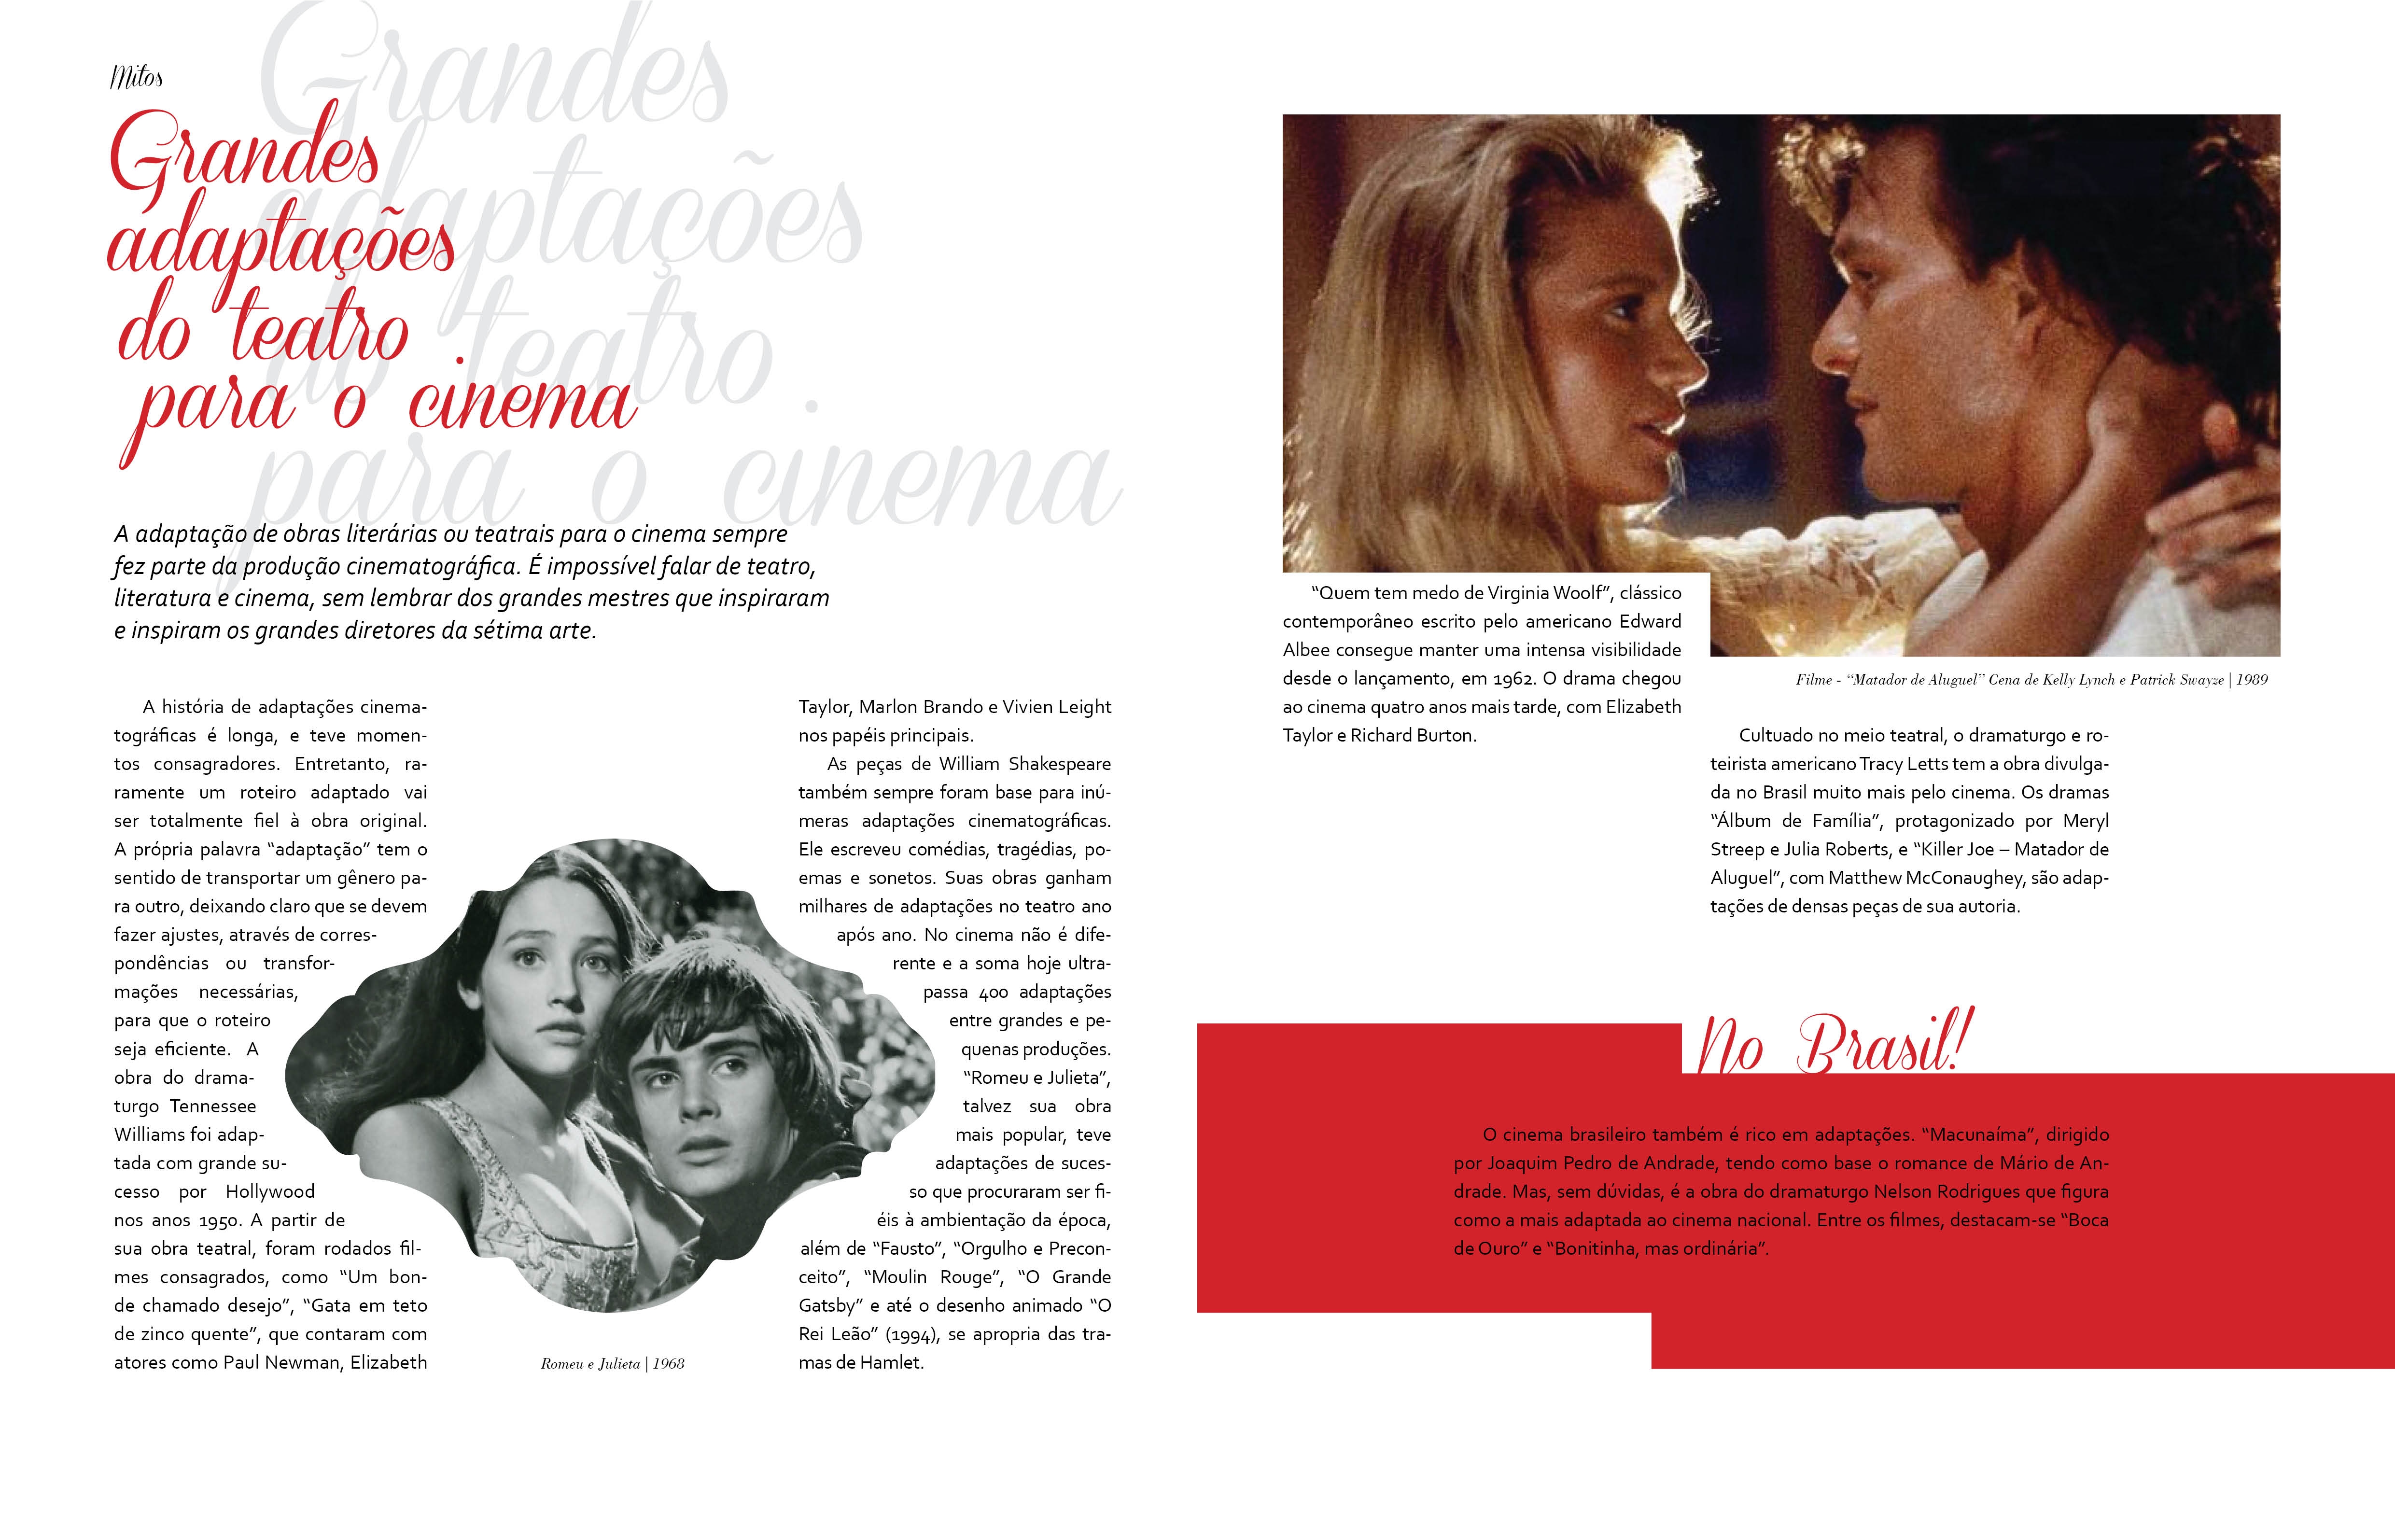 Mitos
Grandes
adaptações
do teatro
para o cinema
Grandes
adaptações
do teatro
para o cinema
A adaptação de obras literárias ou teatrais para o cinema sempre
fez parte da produção cinematográfica. É impossível falar de teatro,
literatura e cinema, sem lembrar dos grandes mestres que inspiraram
e inspiram os grandes diretores da sétima arte.
A história de adaptações cinema-
tográficas é longa, e teve momen-
tos consagradores. Entretanto, ra-
ramente um roteiro adaptado vai
ser totalmente fiel à obra original.
A própria palavra “adaptação” tem o
sentido de transportar um gênero pa-
ra outro, deixando claro que se devem
fazer ajustes, através de corres-
pondências ou transfor-
mações necessárias,
para que o roteiro
seja eficiente. A
obra do drama-
turgo Tennessee
Williams foi adap-
tada com grande su-
cesso por Hollywood
nos anos 1950. A partir de
sua obra teatral, foram rodados fil-
mes consagrados, como “Um bon-
de chamado desejo”, “Gata em teto
de zinco quente”, que contaram com
atores como Paul Newman, Elizabeth
Romeu e Julieta | 1968
Taylor, Marlon Brando e Vivien Leight
nos papéis principais.
As peças de William Shakespeare
também sempre foram base para inú-
meras adaptações cinematográficas.
Ele escreveu comédias, tragédias, po-
emas e sonetos. Suas obras ganham
milhares de adaptações no teatro ano
após ano. No cinema não é dife-
rente e a soma hoje ultra-
passa 400 adaptações
entre grandes e pe-
quenas produções.
“Romeu e Julieta”,
talvez sua obra
mais popular, teve
adaptações de suces-
so que procuraram ser fi-
éis à ambientação da época,
além de “Fausto”, “Orgulho e Precon-
ceito”, “Moulin Rouge”, “O Grande
Gatsby” e até o desenho animado “O
Rei Leão” (1994), se apropria das tra-
mas de Hamlet.
“Quem tem medo de Virginia Woolf”, clássico
contemporâneo escrito pelo americano Edward
Albee consegue manter uma intensa visibilidade
desde o lançamento, em 1962. O drama chegou
ao cinema quatro anos mais tarde, com Elizabeth
Taylor e Richard Burton.
Filme - “Matador de Aluguel” Cena de Kelly Lynch e Patrick Swayze | 1989
Cultuado no meio teatral, o dramaturgo e ro-
teirista americano Tracy Letts tem a obra divulga-
da no Brasil muito mais pelo cinema. Os dramas
“Álbum de Família”, protagonizado por Meryl
Streep e Julia Roberts, e “Killer Joe – Matador de
Aluguel”, com Matthew McConaughey, são adap-
tações de densas peças de sua autoria.
No Brasil!
O cinema brasileiro também é rico em adaptações. “Macunaíma”, dirigido
por Joaquim Pedro de Andrade, tendo como base o romance de Mário de An-
drade. Mas, sem dúvidas, é a obra do dramaturgo Nelson Rodrigues que figura
como a mais adaptada ao cinema nacional. Entre os filmes, destacam-se “Boca
de Ouro” e “Bonitinha, mas ordinária”.